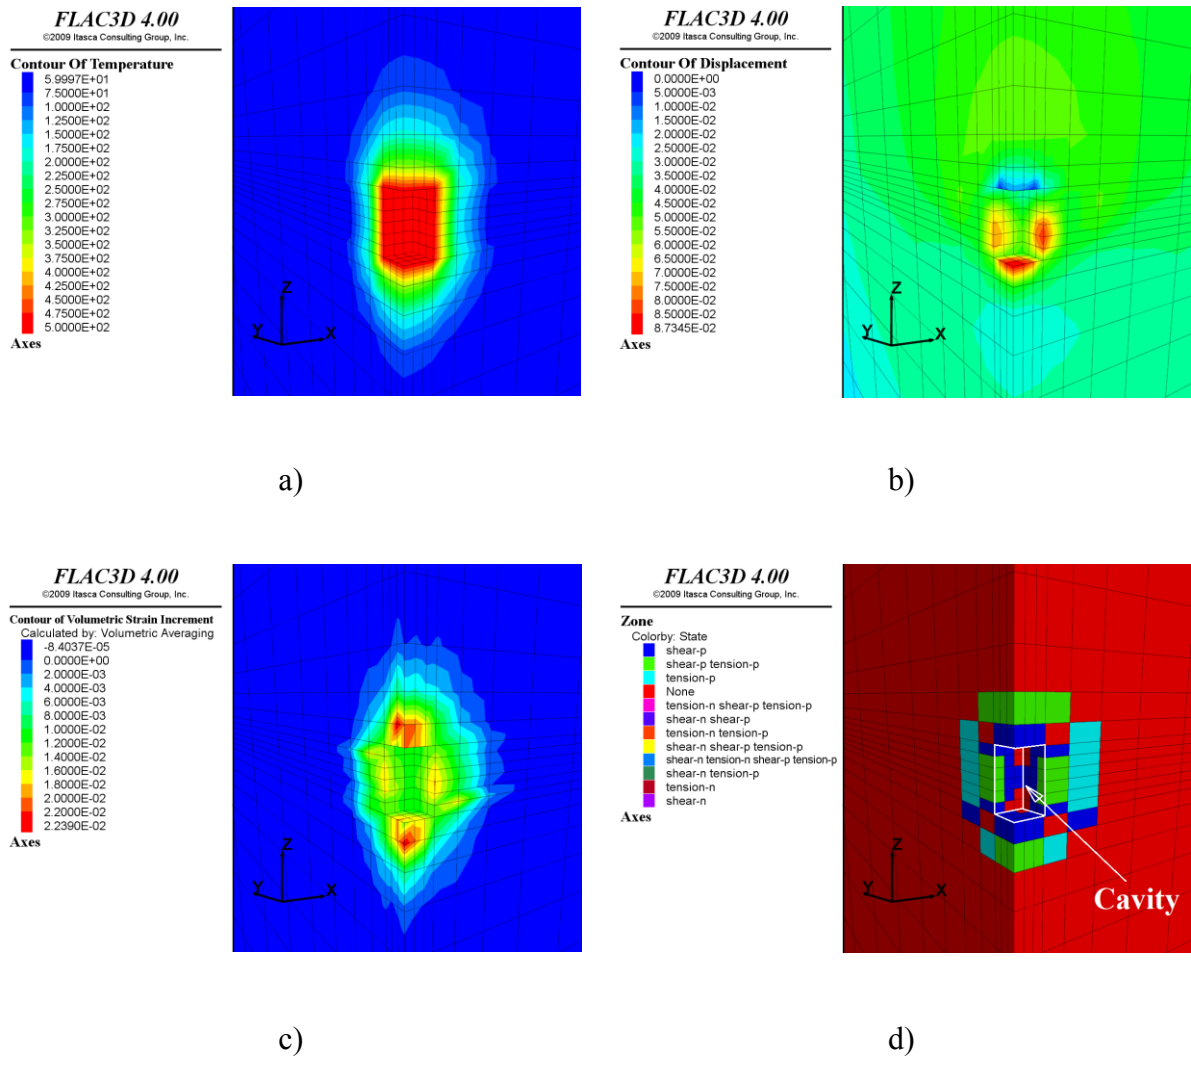 FLAC3D 4.00
©2009 Itasca Consulting Group, Inc.
Contour Of Temperature
5.9997E+01
7.5000E+01
1.0000E+02
1.2500E+02
1.5000E+02
1.7500E+02
2.0000E+02
2.2500E+02
2.5000E+02
2.7500E+02
3.0000E+02
3.2500E+02
3.5000E+02
3.7500E+02
4.0000E+02
4.2500E+02
4.5000E+02
4.7500E+02
5.0000E+02
Axes
Z
Y
X
a)
FLAC3D 4.00
©2009 Itasca Consulting Group, Inc.
Contour Of Displacement
0.0000E+00
5.0000E-03
1.0000E-02
1.5000E-02
2.0000E-02
2.5000E-02
3.0000E-02
3.5000E-02
4.0000E-02
4.5000E-02
5.0000E-02
5.5000E-02
6.0000E-02
6.5000E-02
7.0000E-02
7.5000E-02
8.0000E-02
8.5000E-02
8.7345E-02
Axes
Z
Y
X
b)
FLAC3D 4.00
©2009 Itasca Consulting Group, Inc.
Contour of Volumetric Strain Increment
Calculated by: Volumetric Averaging
-8.4037E-05
0.0000E+00
2.0000E-03
4.0000E-03
6.0000E-03
8.0000E-03
1.0000E-02
1.2000E-02
1.4000E-02
1.6000E-02
1.8000E-02
2.0000E-02
2.2000E-02
2.2390E-02
Axes
Z
Y
X
c)
FLAC3D 4.00
©2009 Itasca Consulting Group, Inc.
Zone
Colorby: State
shear-p
shear-p tension-p
tension-p
None
tension-n shear-p tension-p
shear-n shear-p
tension-n tension-p
shear-n shear-p tension-p
shear-n tension-n shear-p tension-p
shear-n tension-p
tension-n
shear-n
Axes
Z
Y
X
Cavity
d)